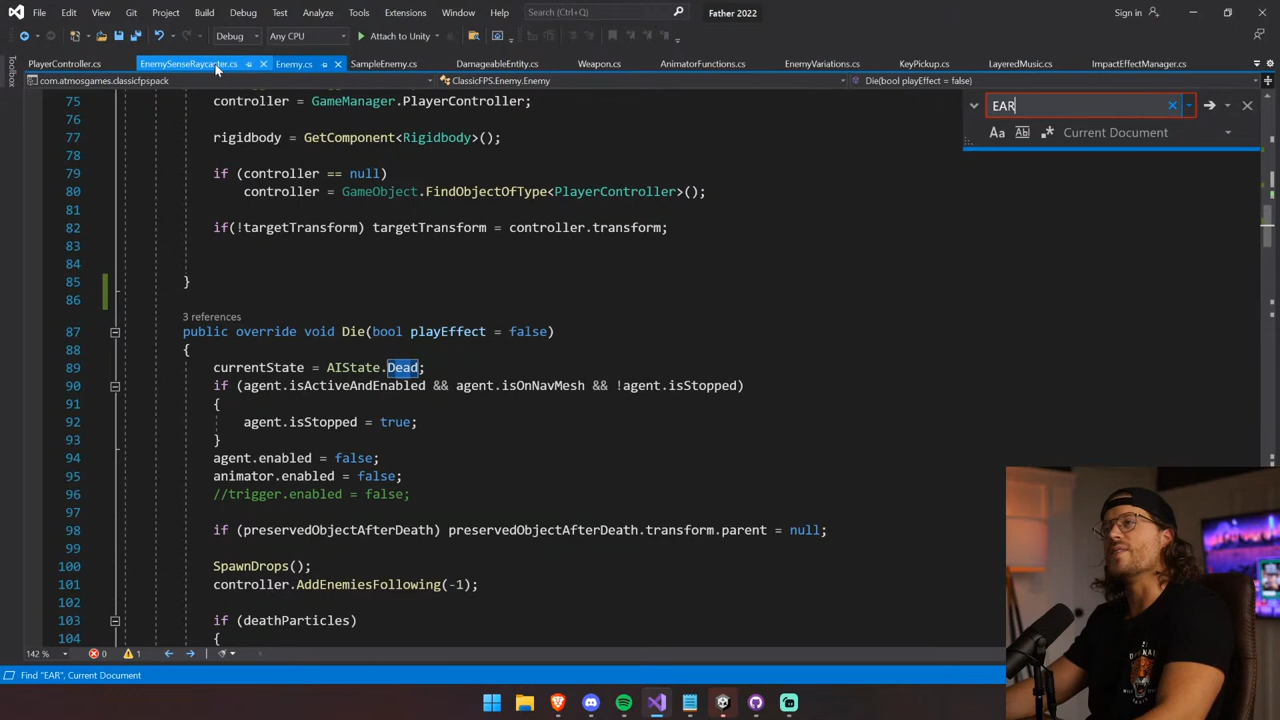 File Edit View Git Project Build Debug Test Analyze Tools Extensions Window Help Search (Ctrl+Q) Father 2022 Sign in
Debug Any CPU Attach to Unity
Toolbox
PlayerController.cs EnemySenseRaycaster.cs Enemy.cs SampleEnemy.cs DamageableEntity.cs Weapon.cs AnimatorFunctions.cs EnemyVariations.cs KeyPickup.cs LayeredMusic.cs ImpactEffectManager.cs
com.atmosgames.classicfpspack ClassicFPS.Enemy.Enemy Die(bool playEffect = false)
EAR
Aa Ab Current Document
75 controller = GameManager.PlayerController;
76
77 rigidbody = GetComponent<Rigidbody>();
78
79 if (controller == null)
80 controller = GameObject.FindObjectOfType<PlayerController>();
81
82 if(!targetTransform) targetTransform = controller.transform;
83
84
85 }
86
3 references
87 public override void Die(bool playEffect = false)
88 {
89 currentState = AIState.Dead;
90 if (agent.isActiveAndEnabled && agent.isOnNavMesh && !agent.isStopped)
91 {
92 agent.isStopped = true;
93 }
94 agent.enabled = false;
95 animator.enabled = false;
96 //trigger.enabled = false;
97
98 if (preservedObjectAfterDeath) preservedObjectAfterDeath.transform.parent = null;
99
100 SpawnDrops();
101 controller.AddEnemiesFollowing(-1);
102
103 if (deathParticles)
104 {
142 % 0 1
Find "EAR", Current Document